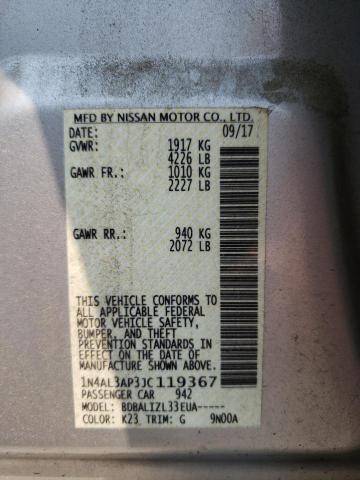 MFD BY NISSAN MOTOR CO., LTD.
DATE: 09/17
GVWR: 1917 KG
4226 LB
GAWR FR.: 1010 KG
2227 LB
GAWR RR.: 940 KG
2072 LB
THIS VEHICLE CONFORMS TO
ALL APPLICABLE FEDERAL
MOTOR VEHICLE SAFETY,
BUMPER, AND THEFT
PREVENTION STANDARDS IN
EFFECT ON THE DATE OF
MANUFACTURE SHOWN ABOVE.
1N4AL3AP3JC119367
PASSENGER CAR 942
MODEL: BDBALIZL33EUA-----
COLOR: K23 TRIM: G 9N00A